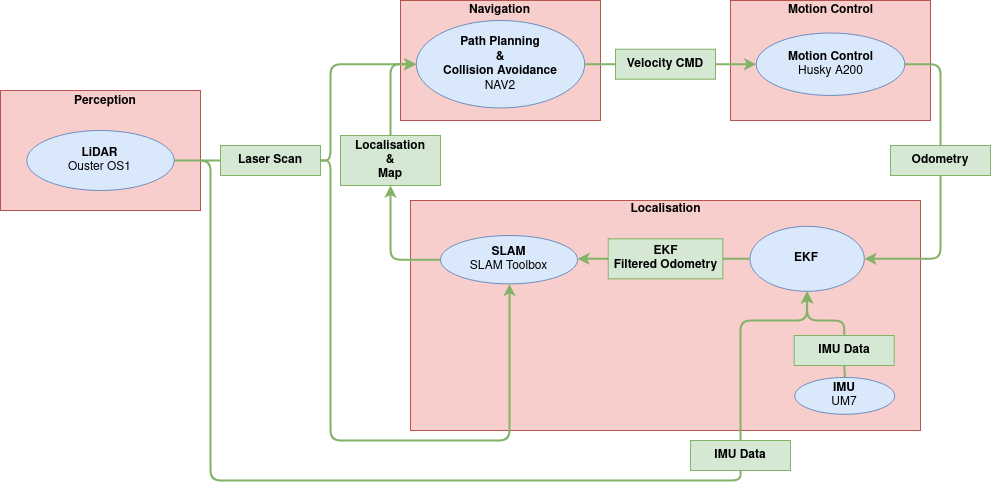 Navigation
Path Planning
&
Collision Avoidance
NAV2
Velocity CMD
Motion Control
Motion Control
Husky A200
Perception
LiDAR
Ouster OS1
Laser Scan
Localisation
&
Map
Odometry
Localisation
SLAM
SLAM Toolbox
EKF
Filtered Odometry
EKF
IMU Data
IMU
UM7
IMU Data